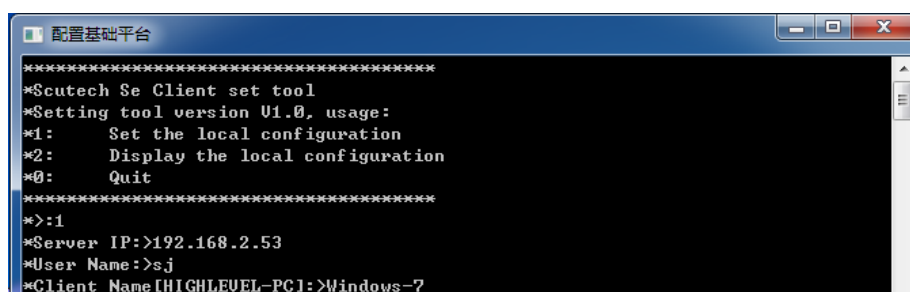 配置基础平台
**************************************
*Scutech Se Client set tool
*Setting tool version V1.0, usage:
*1:     Set the local configuration
*2:     Display the local configuration
*0:     Quit
**************************************
*>:1
*Server IP:>192.168.2.53
*User Name:>sj
*Client Name[HIGHLEVEL-PC]:>Windows-7